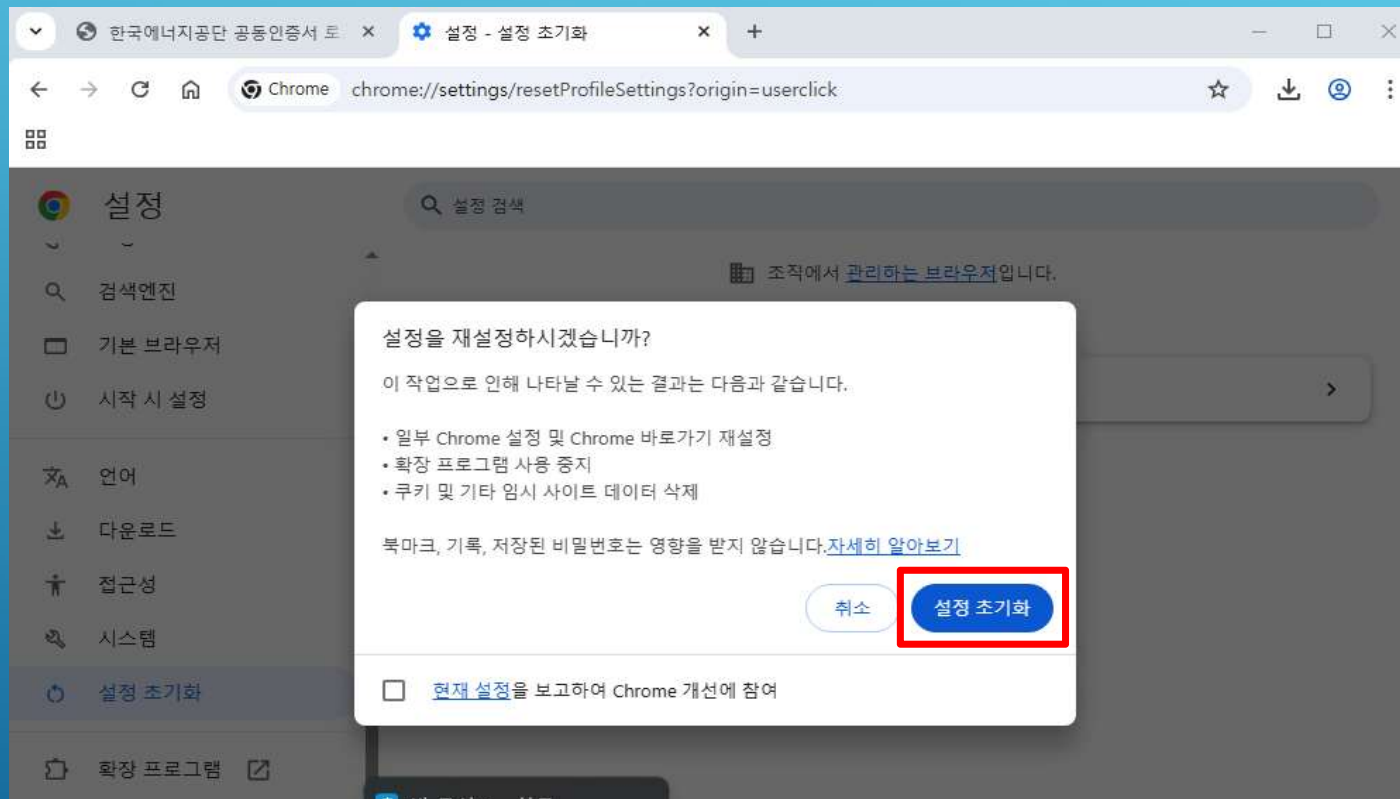 한국에너지공단 공동인증서 로
설정 - 설정 초기화
Chrome
chrome://settings/resetProfileSettings?origin=userclick
설정
설정 검색
조직에서 관리하는 브라우저입니다.
검색엔진
기본 브라우저
시작 시 설정
언어
다운로드
접근성
시스템
설정 초기화
확장 프로그램
설정을 재설정하시겠습니까?
이 작업으로 인해 나타날 수 있는 결과는 다음과 같습니다.
• 일부 Chrome 설정 및 Chrome 바로가기 재설정
• 확장 프로그램 사용 중지
• 쿠키 및 기타 임시 사이트 데이터 삭제
북마크, 기록, 저장된 비밀번호는 영향을 받지 않습니다.자세히 알아보기
취소
설정 초기화
현재 설정을 보고하여 Chrome 개선에 참여